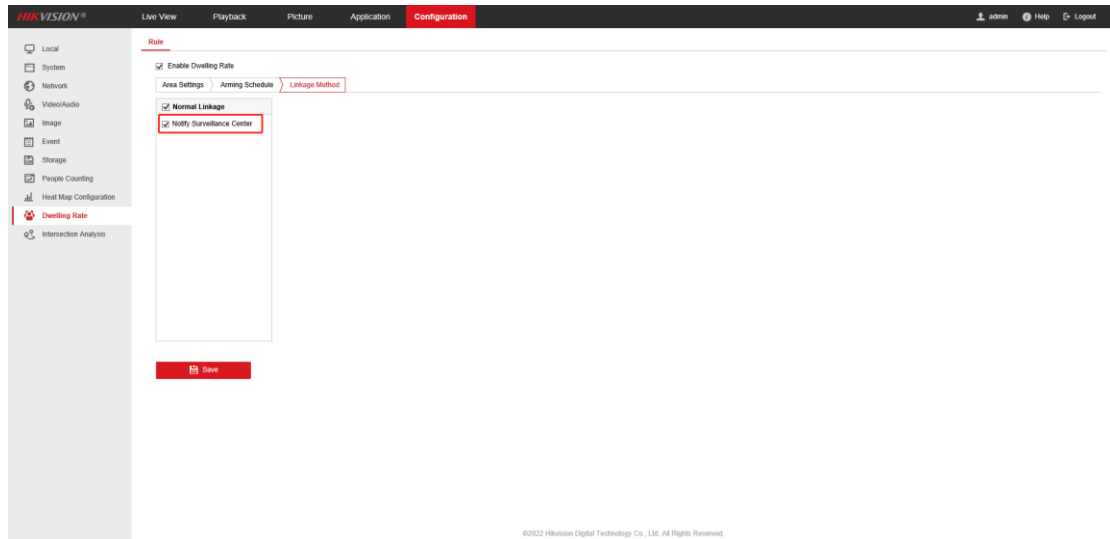 HIKVISION®
Live View
Playback
Picture
Application
Configuration
admin
Help
Logout
Local
System
Network
Video/Audio
Image
Event
Storage
People Counting
Heat Map Configuration
Dwelling Rate
Intersection Analysis
Rule
Enable Dwelling Rate
Area Settings
Arming Schedule
Linkage Method
Normal Linkage
Notify Surveillance Center
Save
©2022 Hikvision Digital Technology Co., Ltd. All Rights Reserved.